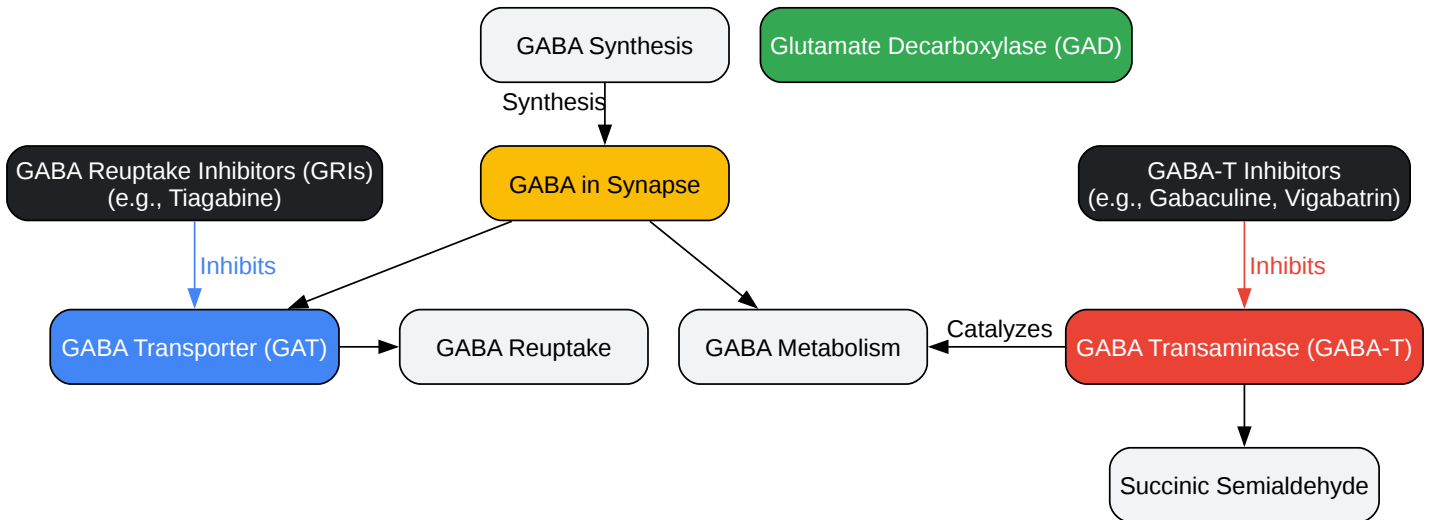 GABA Synthesis
Glutamate Decarboxylase (GAD)
Synthesis
GABA Reuptake Inhibitors (GRIs)
(e.g., Tiagabine)
GABA in Synapse
GABA-T Inhibitors
(e.g., Gabaculine, Vigabatrin)
Inhibits
Inhibits
GABA Transporter (GAT)
GABA Reuptake
GABA Metabolism
Catalyzes
GABA Transaminase (GABA-T)
Succinic Semialdehyde